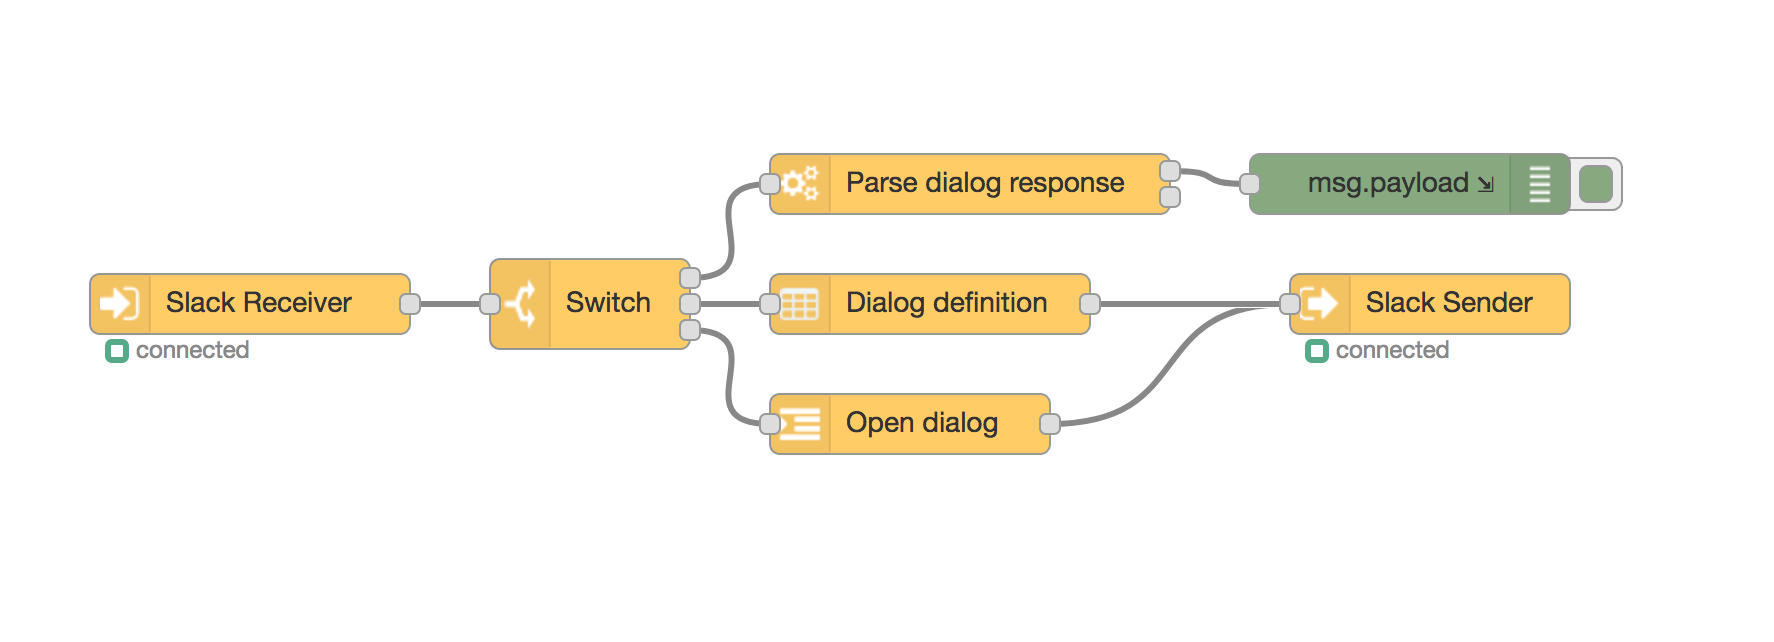 Parse dialog response
msg.payload ⇲
Slack Receiver
Switch
Dialog definition
Slack Sender
connected
connected
Open dialog